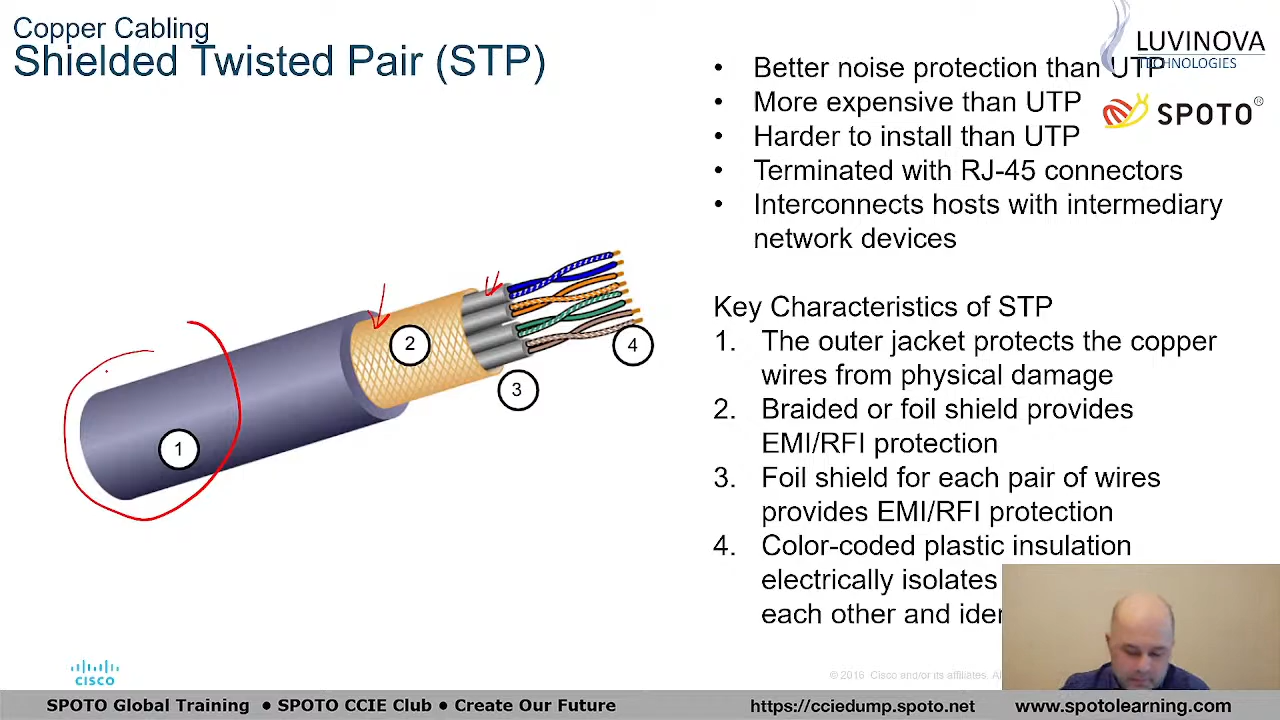 Copper Cabling
Shielded Twisted Pair (STP)
LUVINOVA
TECHNOLOGIES
SPOTO®
• Better noise protection than UTP
• More expensive than UTP
• Harder to install than UTP
• Terminated with RJ-45 connectors
• Interconnects hosts with intermediary
network devices
Key Characteristics of STP
1. The outer jacket protects the copper
wires from physical damage
2. Braided or foil shield provides
EMI/RFI protection
3. Foil shield for each pair of wires
provides EMI/RFI protection
4. Color-coded plastic insulation
electrically isolates
each other and
1
2
3
4
cisco
© 2016 Cisco and/or its affiliates.
SPOTO Global Training ● SPOTO CCIE Club ● Create Our Future
https://cciedump.spoto.net
www.spotolearning.com